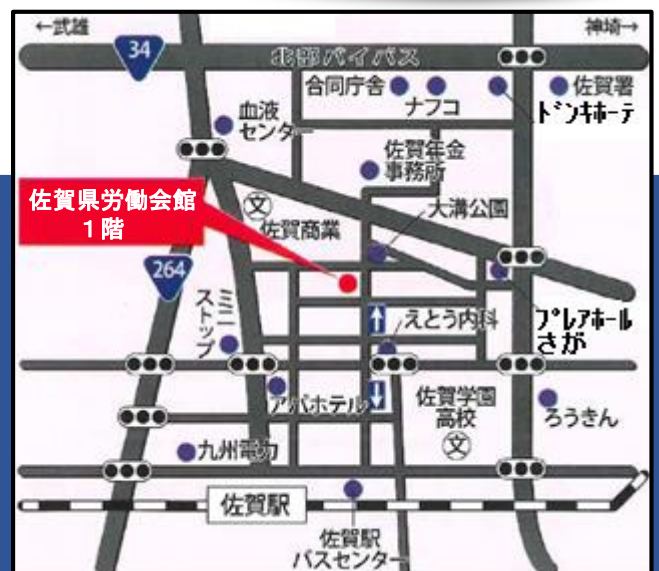 ←武雄
神埼→
34
北部バイパス
合同庁舎
ナフコ
佐賀署
ドンキホーテ
血液
センター
佐賀年金
事務所
佐賀県労働会館
1階
文
佐賀商業
大溝公園
264
ミニ
ストップ
えとう内科
プレアホール
さが
アパホテル
佐賀学園
高校
文
ろうきん
九州電力
佐賀駅
佐賀駅
バスセンター